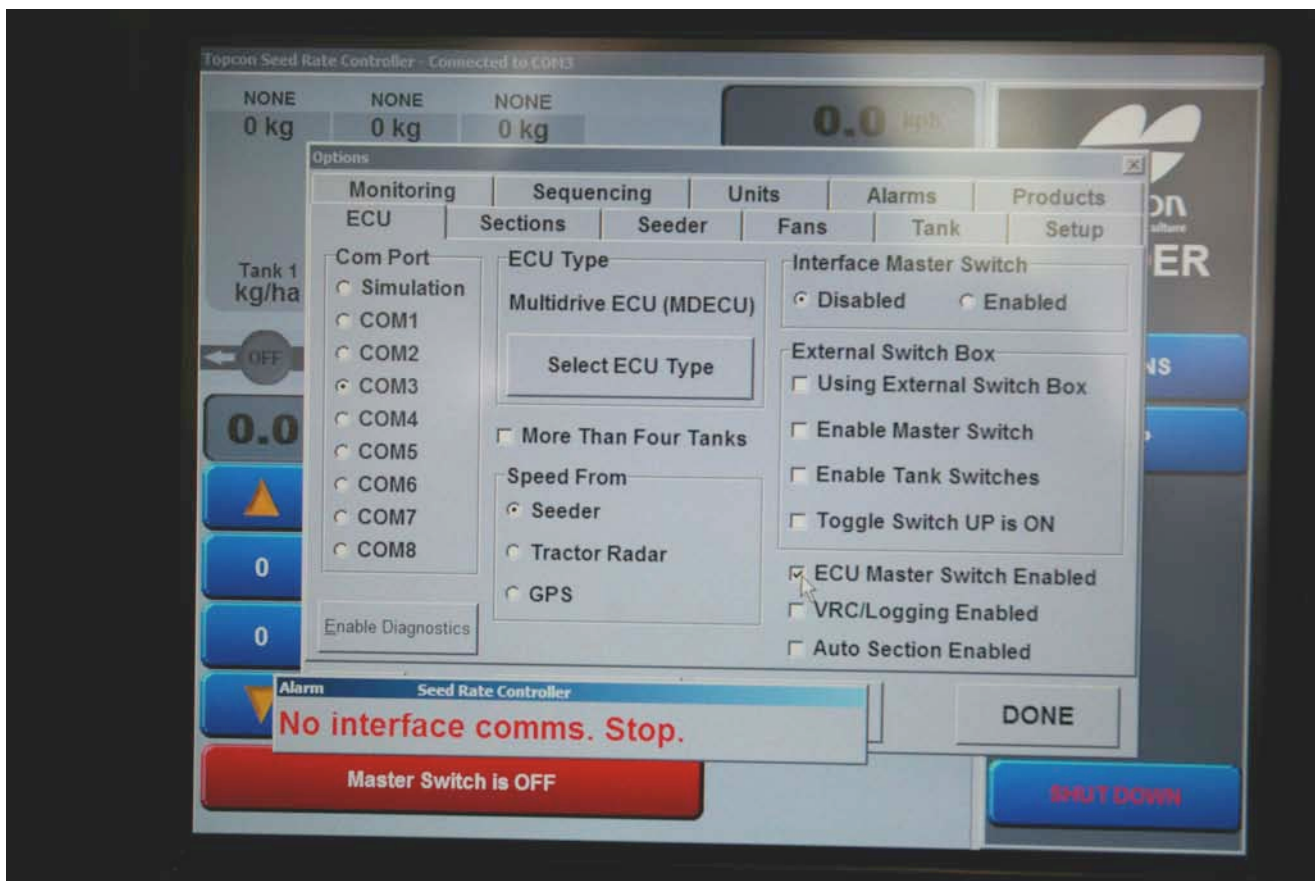 Topcon Seed Rate Controller - Connected to COM3
NONE NONE NONE
0 kg 0 kg 0 kg
0.0 kph
Options
Monitoring Sequencing Units Alarms Products
ECU Sections Seeder Fans Tank Setup
Com Port
Simulation
COM1
COM2
COM3
COM4
COM5
COM6
COM7
COM8
Enable Diagnostics
ECU Type
Multidrive ECU (MDECU)
Select ECU Type
More Than Four Tanks
Speed From
Seeder
Tractor Radar
GPS
Interface Master Switch
Disabled Enabled
External Switch Box
Using External Switch Box
Enable Master Switch
Enable Tank Switches
Toggle Switch UP is ON
ECU Master Switch Enabled
VRC/Logging Enabled
Auto Section Enabled
DONE
Tank 1
kg/ha
OFF
0.0
0
0
on
ER
NS
Alarm Seed Rate Controller
No interface comms. Stop.
Master Switch is OFF
SHUT DOWN